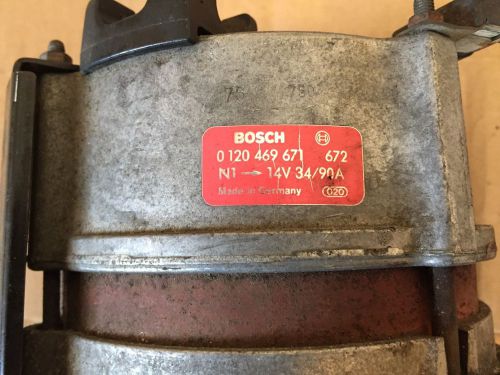 BOSCH
0 120 469 671 672
N1 → 14V 34/90A
Made in Germany 020